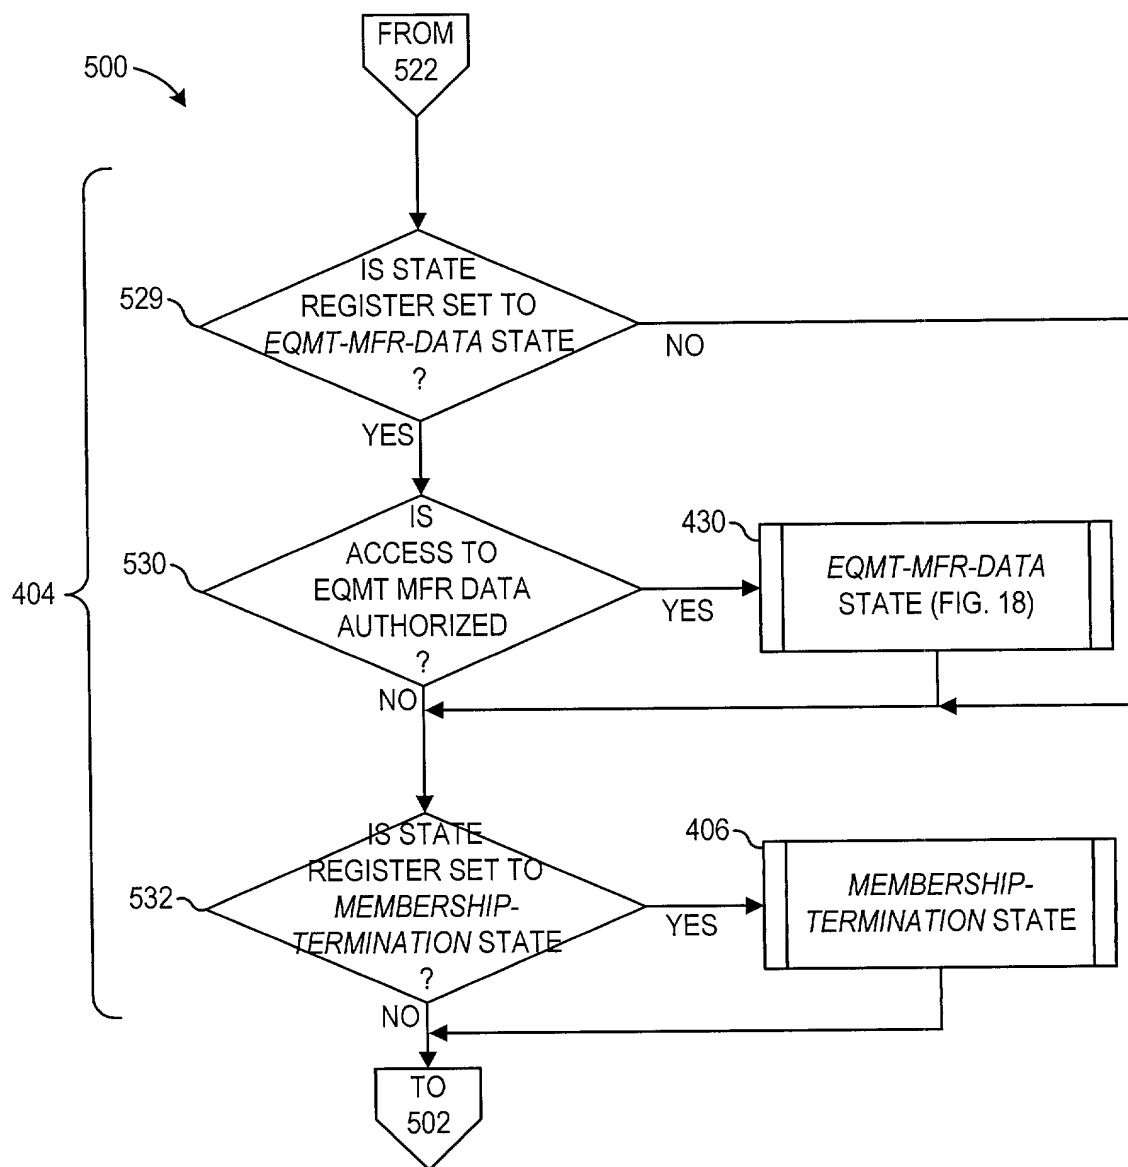 FROM
522
500
IS STATE
REGISTER SET TO
EQMT-MFR-DATA STATE
?
529
NO
YES
IS
ACCESS TO
EQMT MFR DATA
AUTHORIZED
?
530
YES
430
EQMT-MFR-DATA
STATE (FIG. 18)
404
NO
IS STATE
REGISTER SET TO
MEMBERSHIP-
TERMINATION STATE
?
532
YES
406
MEMBERSHIP-
TERMINATION STATE
NO
TO
502